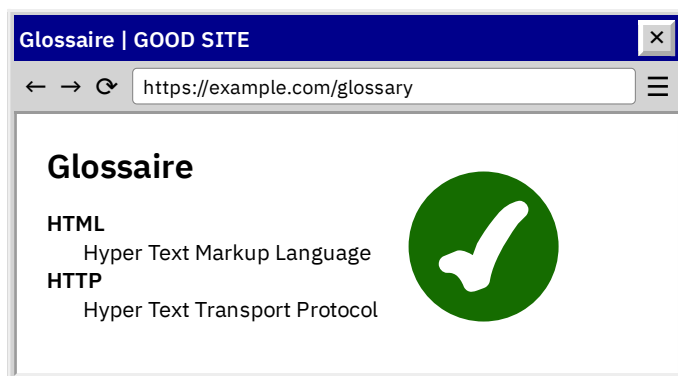 Glossaire | GOOD SITE
https://example.com/glossary
Glossaire
HTML
Hyper Text Markup Language
HTTP
Hyper Text Transport Protocol